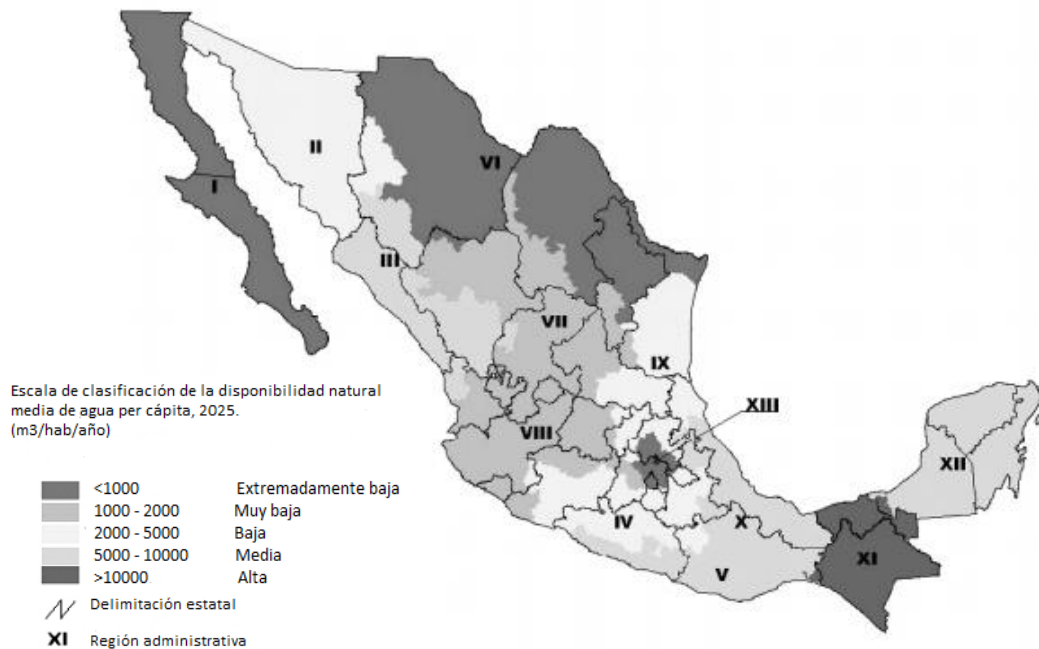 II
VI
I
III
VII
IX
XIII
Escala de clasificación de la disponibilidad natural
media de agua per cápita, 2025.
(m3/hab/año)
VIII
XII
<1000 Extremadamente baja
1000 - 2000 Muy baja
2000 - 5000 Baja
5000 - 10000 Media
>10000 Alta
IV
X
V
XI
Delimitación estatal
XI Región administrativa